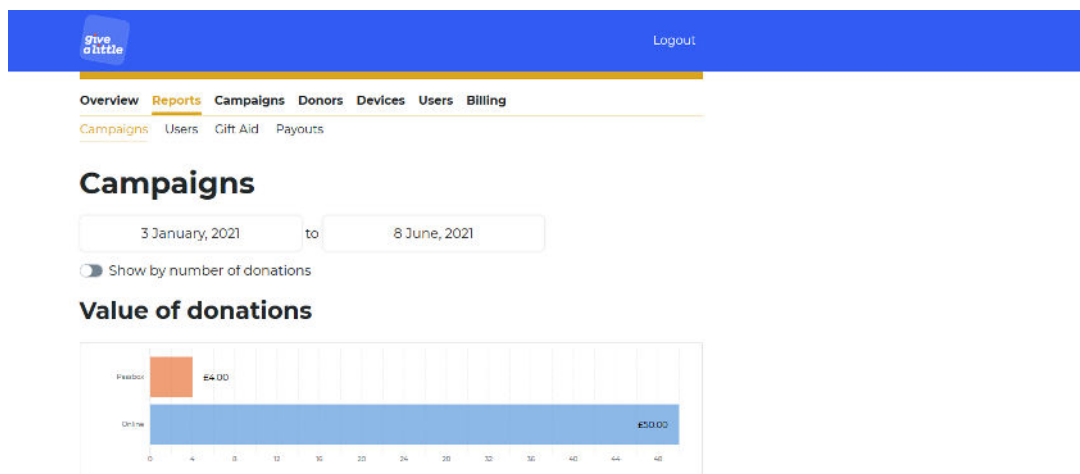 give
a little
Logout
Overview Reports Campaigns Donors Devices Users Billing
Campaigns Users Gift Aid Payouts
Campaigns
3 January, 2021 to 8 June, 2021
Show by number of donations
Value of donations
£4.00
Online
£50.00
0 4 8 12 16 20 24 28 32 36 40 44 48